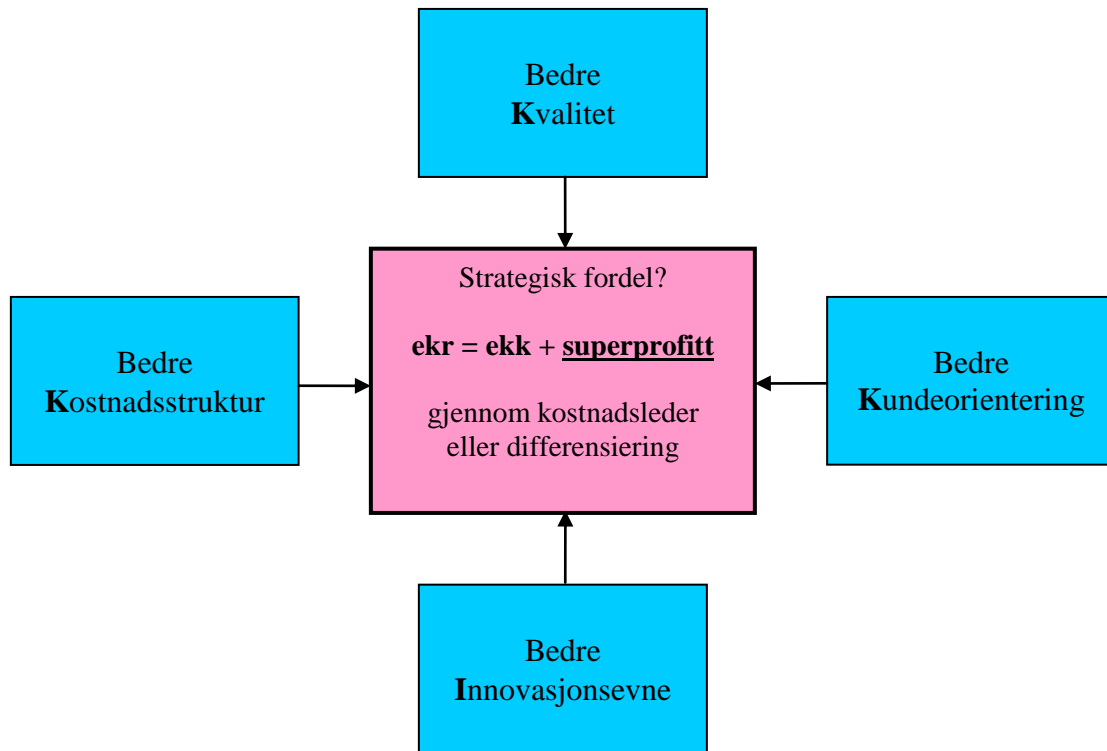 Bedre
Kvalitet
Strategisk fordel?
ekr = ekk + superprofitt
gjennom kostnadsleder
eller differensiering
Bedre
Kostnadsstruktur
Bedre
Kundeorientering
Bedre
Innovasjonsevne